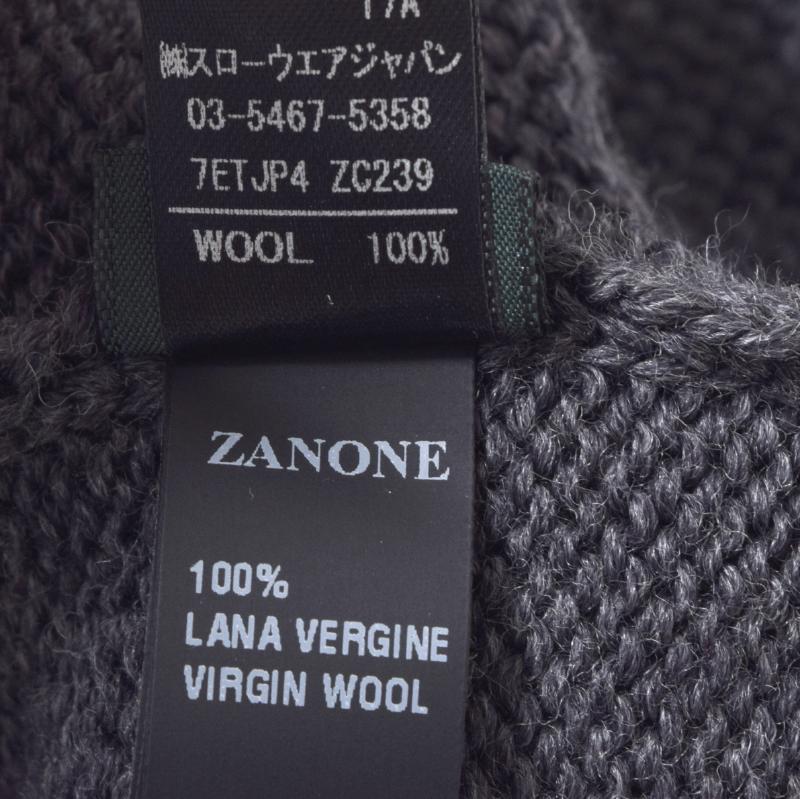 17A
㈱スローウエアジャパン
03-5467-5358
7ETJP4 ZC239
WOOL 100%
ZANONE
100%
LANA VERGINE
VIRGIN WOOL